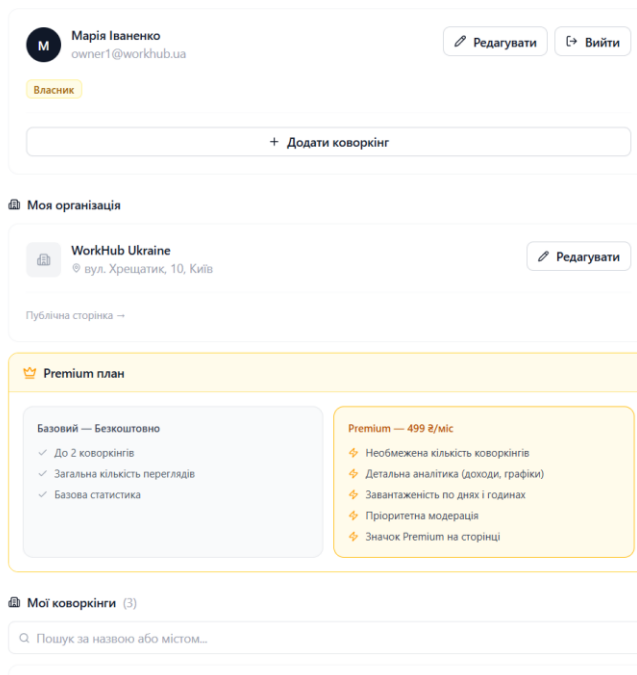 М
Марія Іваненко
owner1@workhub.ua
Редагувати
Вийти
Власник
+ Додати коворкінг
Моя організація
WorkHub Ukraine
вул. Хрещатик, 10, Київ
Редагувати
Публічна сторінка →
Premium план
Базовий — Безкоштовно
До 2 коворкінгів
Загальна кількість переглядів
Базова статистика
Premium — 499 ₴/міс
Необмежена кількість коворкінгів
Детальна аналітика (доходи, графіки)
Завантаженість по днях і годинах
Пріоритетна модерація
Значок Premium на сторінці
Мої коворкінги (3)
Пошук за назвою або містом...